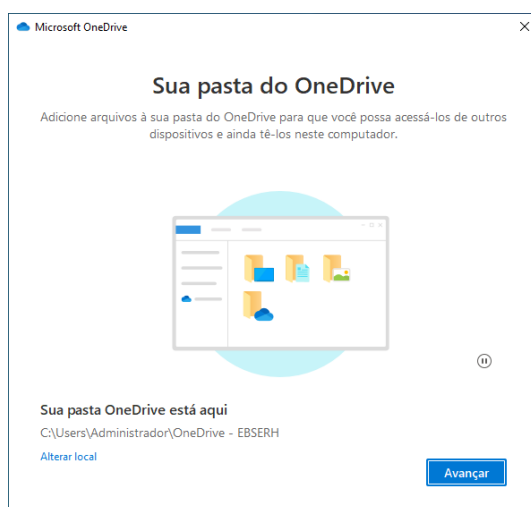 Microsoft OneDrive
Sua pasta do OneDrive
Adicione arquivos à sua pasta do OneDrive para que você possa acessá-los de outros
dispositivos e ainda tê-los neste computador.
Sua pasta OneDrive está aqui
C:\Users\Administrador\OneDrive - EBSERH
Alterar local
Avançar